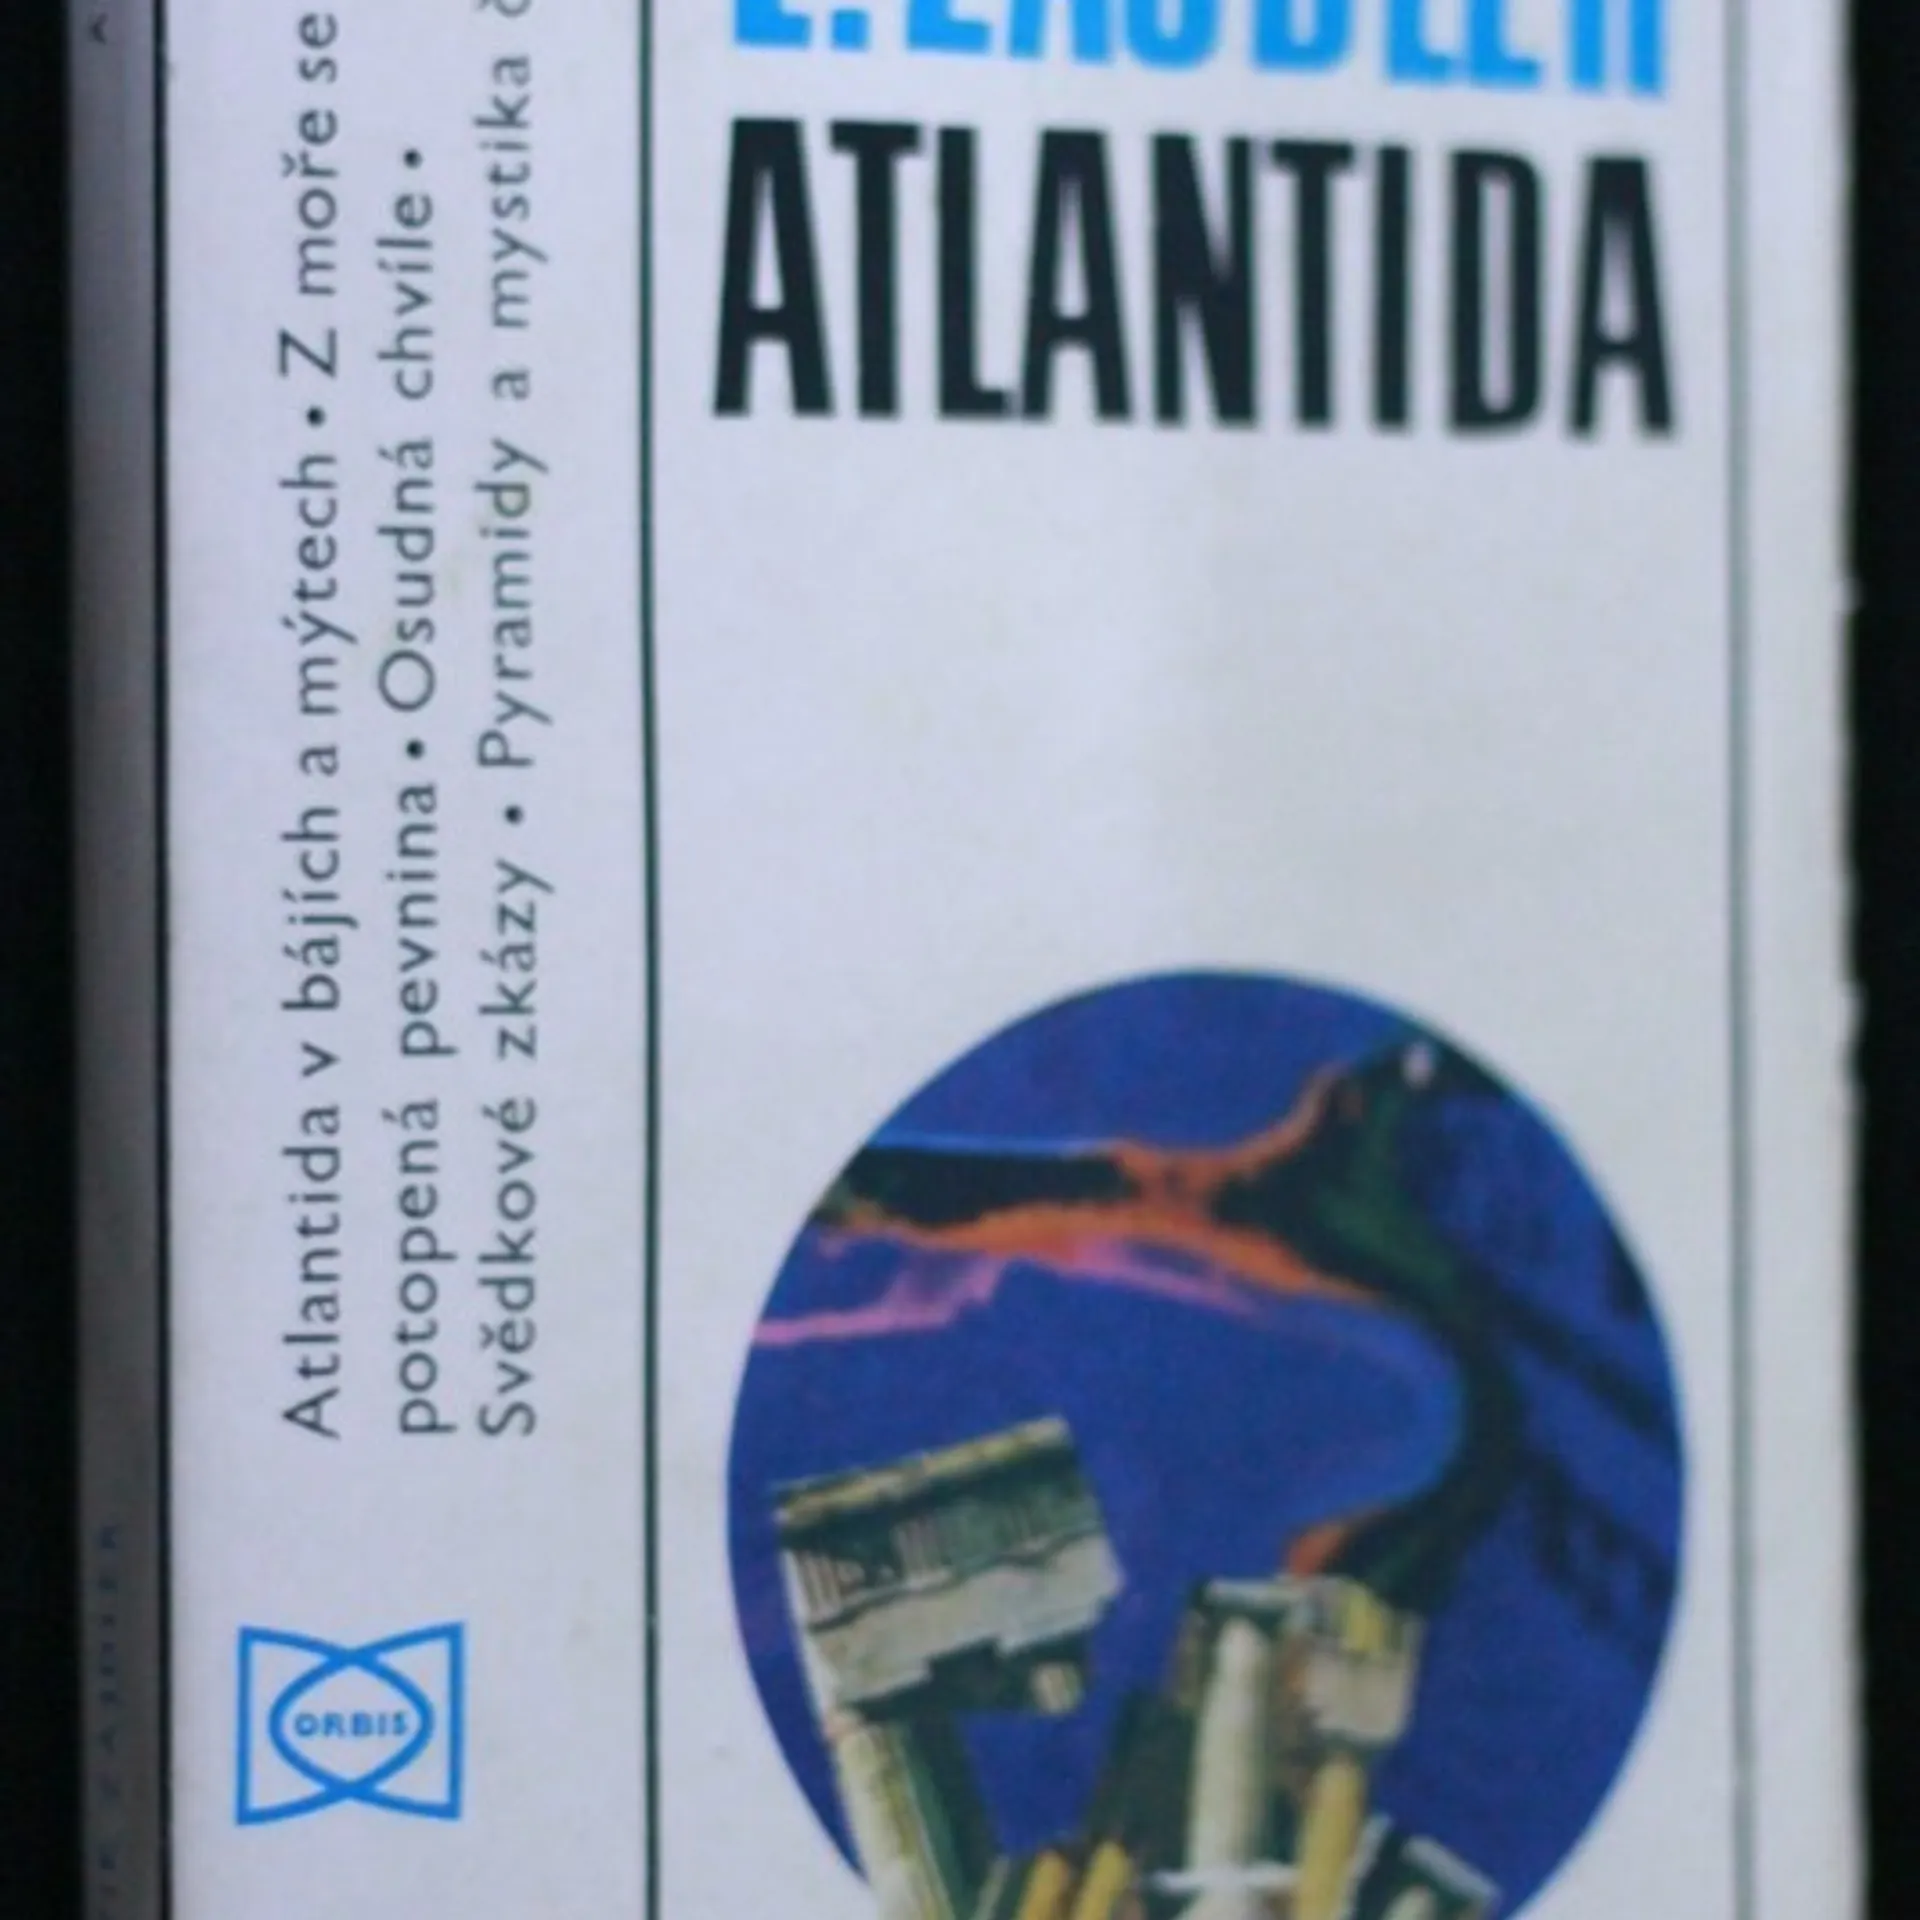 ATLANTIDA
Atlantida v bájích a mýtech • Z moře se
potopená pevnina • Osudná chvíle •
Svědkové zkázy • Pyramidy a mystika
ORBIS